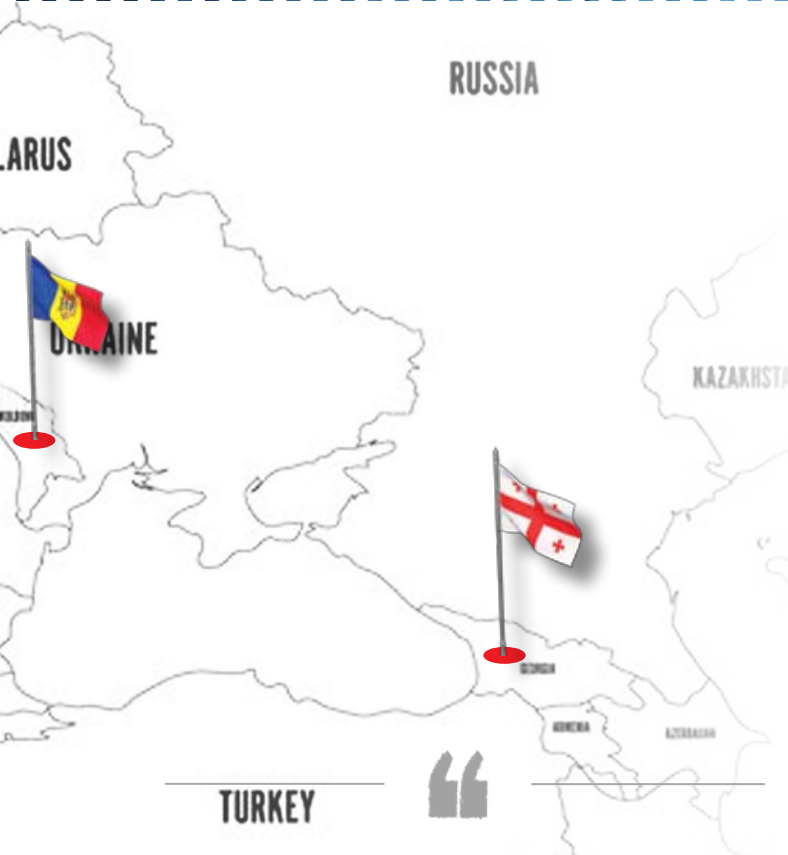 RUSSIA
LARUS
UKRAINE
KAZAKHSTA
MOLDOVA
GEORGIA
ARMENIA
AZERBAIJAN
“
TURKEY